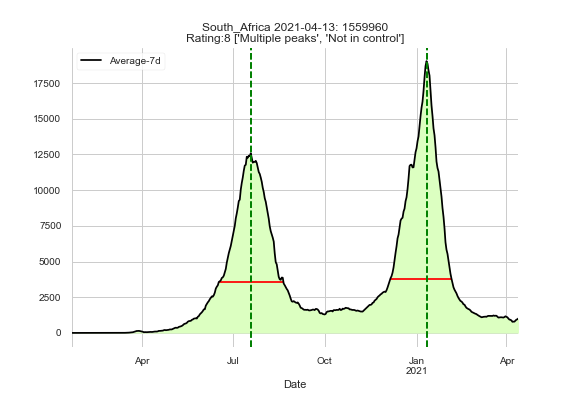 South_Africa 2021-04-13: 1559960
Rating:8 ['Multiple peaks', 'Not in control']
Average-7d
17500
15000
12500
10000
7500
5000
2500
0
Apr
Jul
Oct
Jan
2021
Apr
Date